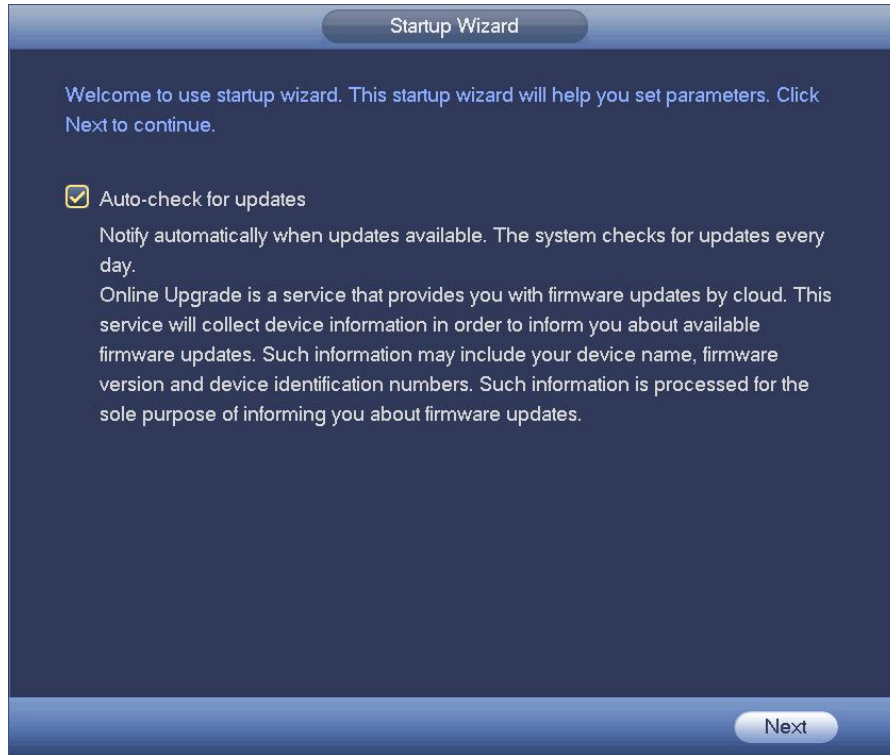 Startup Wizard
Welcome to use startup wizard. This startup wizard will help you set parameters. Click
Next to continue.
Auto-check for updates
Notify automatically when updates available. The system checks for updates every
day.
Online Upgrade is a service that provides you with firmware updates by cloud. This
service will collect device information in order to inform you about available
firmware updates. Such information may include your device name, firmware
version and device identification numbers. Such information is processed for the
sole purpose of informing you about firmware updates.
Next